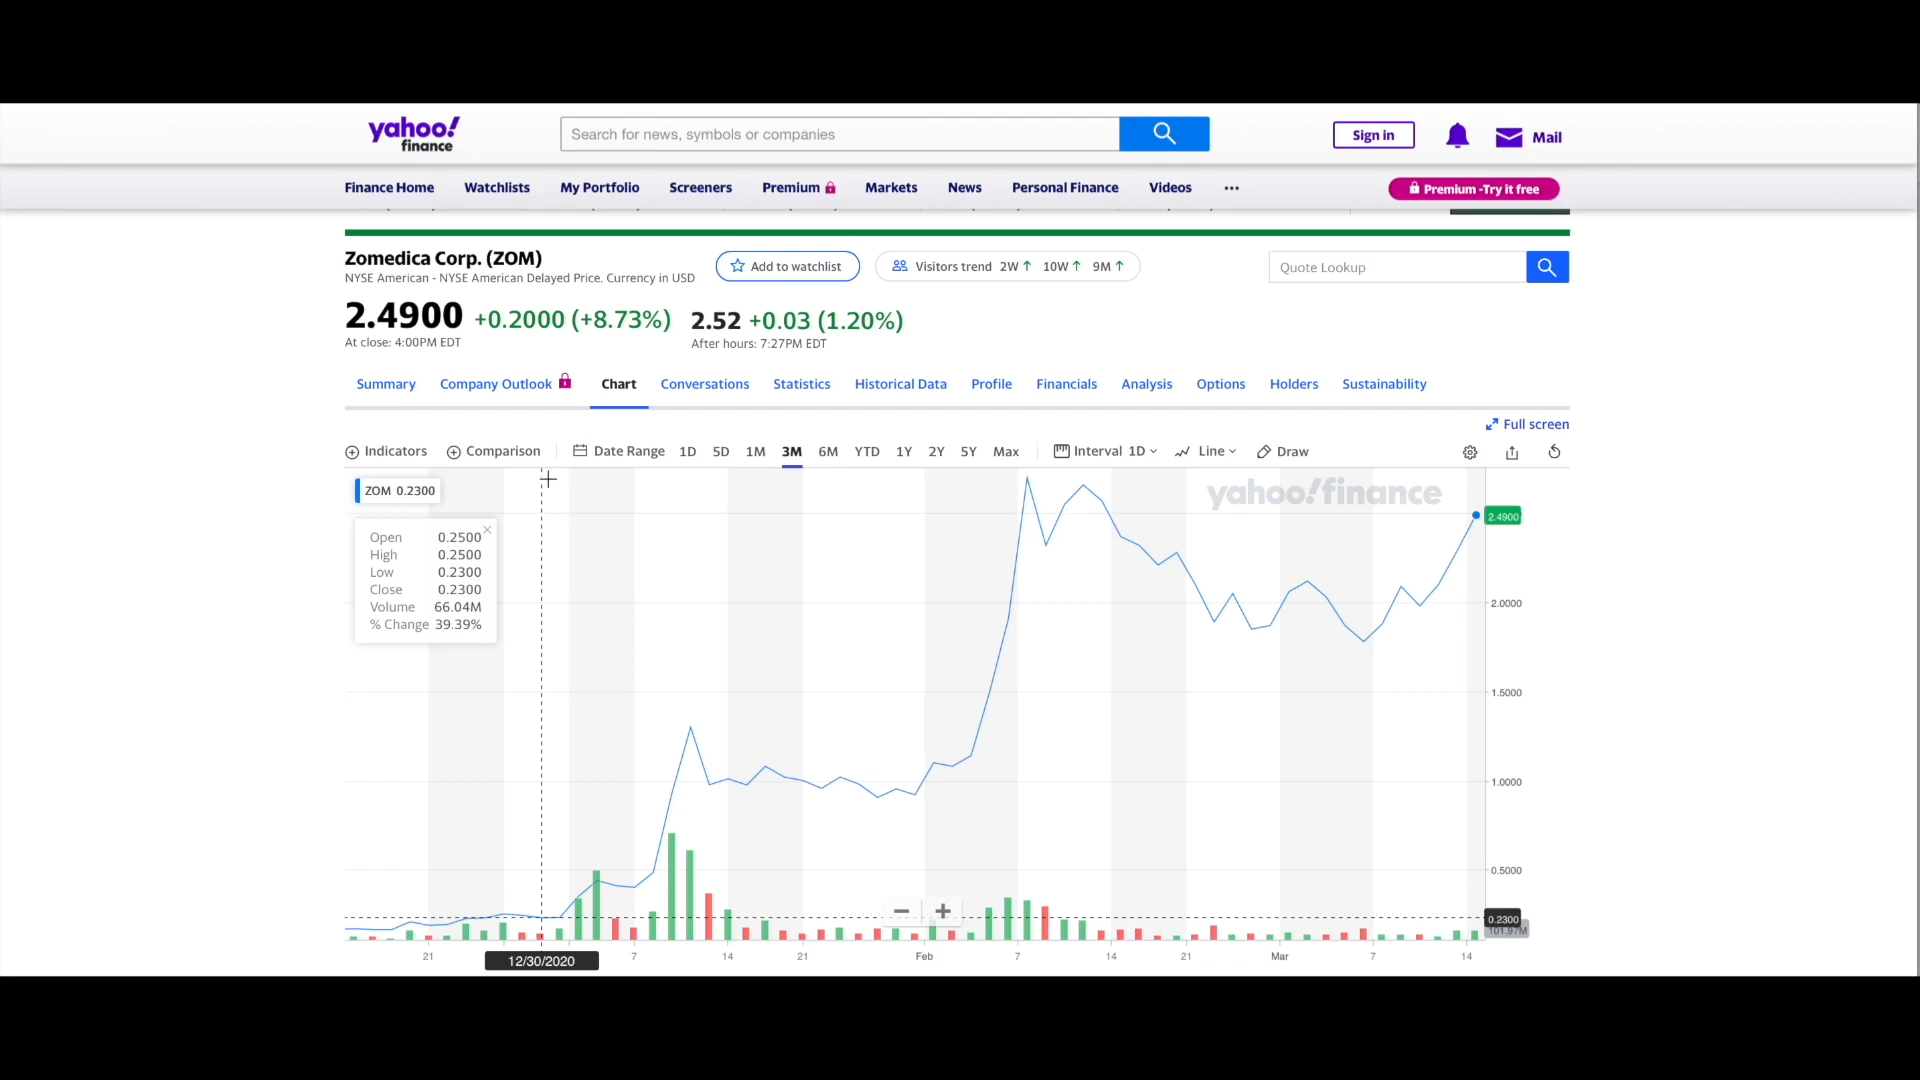 yahoo!
finance
Search for news, symbols or companies
Sign in
Mail
Finance Home Watchlists My Portfolio Screeners Premium Markets News Personal Finance Videos ...
Premium -Try it free
Zomedica Corp. (ZOM)
NYSE American - NYSE American Delayed Price. Currency in USD
Add to watchlist
Visitors trend 2W ↑ 10W ↑ 9M ↑
Quote Lookup
2.4900 +0.2000 (+8.73%)
At close: 4:00PM EDT
2.52 +0.03 (1.20%)
After hours: 7:27PM EDT
Summary Company Outlook Chart Conversations Statistics Historical Data Profile Financials Analysis Options Holders Sustainability
Full screen
Indicators Comparison Date Range 1D 5D 1M 3M 6M YTD 1Y 2Y 5Y Max Interval 1D Line Draw
ZOM 0.2300
yahoo!finance
Open 0.2500
High 0.2500
Low 0.2300
Close 0.2300
Volume 66.04M
% Change 39.39%
2.4900
2.0000
1.5000
1.0000
0.5000
0.2300
101.97M
21 12/30/2020 7 14 21 Feb 7 14 21 Mar 7 14